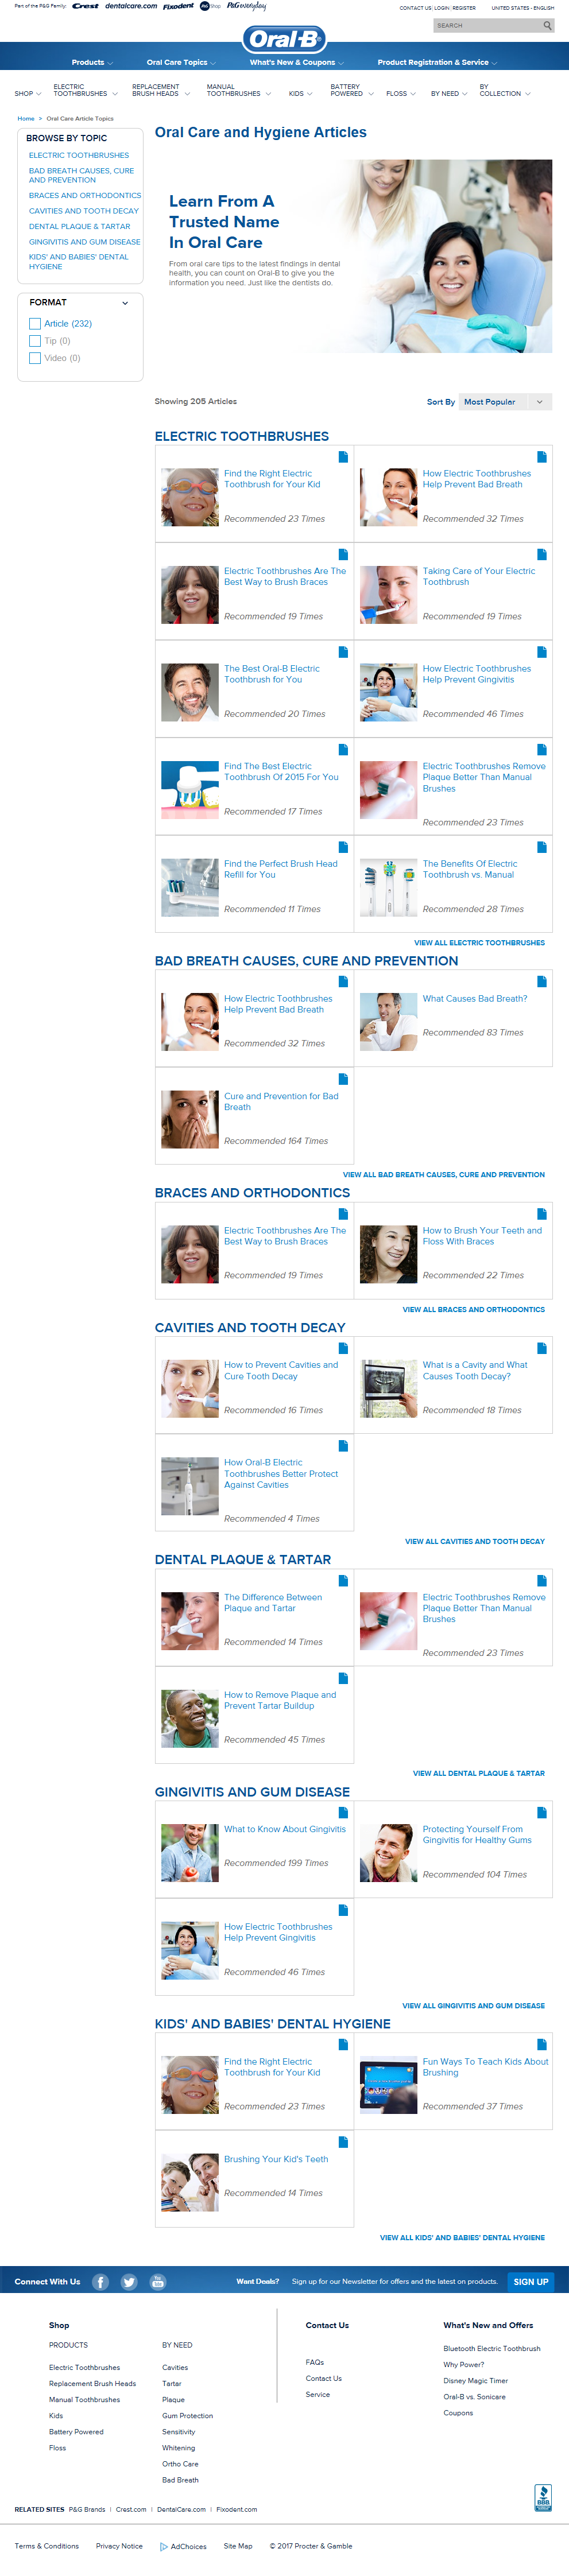 Part of the P&G Family: Crest dentalcare.com Fixodent P&G Shop P&G everyday
CONTACT US | LOGIN | REGISTER UNITED STATES - ENGLISH
SEARCH
Oral-B
Products Oral Care Topics What's New & Coupons Product Registration & Service
SHOP ELECTRIC TOOTHBRUSHES REPLACEMENT BRUSH HEADS MANUAL TOOTHBRUSHES KIDS BATTERY POWERED FLOSS BY NEED BY COLLECTION
Home > Oral Care Article Topics
BROWSE BY TOPIC
ELECTRIC TOOTHBRUSHES
BAD BREATH CAUSES, CURE
AND PREVENTION
BRACES AND ORTHODONTICS
CAVITIES AND TOOTH DECAY
DENTAL PLAQUE & TARTAR
GINGIVITIS AND GUM DISEASE
KIDS' AND BABIES' DENTAL
HYGIENE
FORMAT
Article (232)
Tip (0)
Video (0)
Oral Care and Hygiene Articles
Learn From A
Trusted Name
In Oral Care
From oral care tips to the latest findings in dental
health, you can count on Oral-B to give you the
information you need. Just like the dentists do.
Showing 205 Articles
Sort By Most Popular
ELECTRIC TOOTHBRUSHES
Find the Right Electric
Toothbrush for Your Kid
Recommended 23 Times
How Electric Toothbrushes
Help Prevent Bad Breath
Recommended 32 Times
Electric Toothbrushes Are The
Best Way to Brush Braces
Recommended 19 Times
Taking Care of Your Electric
Toothbrush
Recommended 19 Times
The Best Oral-B Electric
Toothbrush for You
Recommended 20 Times
How Electric Toothbrushes
Help Prevent Gingivitis
Recommended 46 Times
Find The Best Electric
Toothbrush Of 2015 For You
Recommended 17 Times
Electric Toothbrushes Remove
Plaque Better Than Manual
Brushes
Recommended 23 Times
Find the Perfect Brush Head
Refill for You
Recommended 11 Times
The Benefits Of Electric
Toothbrush vs. Manual
Recommended 28 Times
VIEW ALL ELECTRIC TOOTHBRUSHES
BAD BREATH CAUSES, CURE AND PREVENTION
How Electric Toothbrushes
Help Prevent Bad Breath
Recommended 32 Times
What Causes Bad Breath?
Recommended 83 Times
Cure and Prevention for Bad
Breath
Recommended 164 Times
VIEW ALL BAD BREATH CAUSES, CURE AND PREVENTION
BRACES AND ORTHODONTICS
Electric Toothbrushes Are The
Best Way to Brush Braces
Recommended 19 Times
How to Brush Your Teeth and
Floss With Braces
Recommended 22 Times
VIEW ALL BRACES AND ORTHODONTICS
CAVITIES AND TOOTH DECAY
How to Prevent Cavities and
Cure Tooth Decay
Recommended 16 Times
What is a Cavity and What
Causes Tooth Decay?
Recommended 18 Times
How Oral-B Electric
Toothbrushes Better Protect
Against Cavities
Recommended 4 Times
VIEW ALL CAVITIES AND TOOTH DECAY
DENTAL PLAQUE & TARTAR
The Difference Between
Plaque and Tartar
Recommended 14 Times
Electric Toothbrushes Remove
Plaque Better Than Manual
Brushes
Recommended 23 Times
How to Remove Plaque and
Prevent Tartar Buildup
Recommended 45 Times
VIEW ALL DENTAL PLAQUE & TARTAR
GINGIVITIS AND GUM DISEASE
What to Know About Gingivitis
Recommended 199 Times
Protecting Yourself From
Gingivitis for Healthy Gums
Recommended 104 Times
How Electric Toothbrushes
Help Prevent Gingivitis
Recommended 46 Times
VIEW ALL GINGIVITIS AND GUM DISEASE
KIDS' AND BABIES' DENTAL HYGIENE
Find the Right Electric
Toothbrush for Your Kid
Recommended 23 Times
Fun Ways To Teach Kids About
Brushing
Recommended 37 Times
Brushing Your Kid's Teeth
Recommended 14 Times
VIEW ALL KIDS' AND BABIES' DENTAL HYGIENE
Connect With Us Want Deals? Sign up for our Newsletter for offers and the latest on products. SIGN UP
Shop
PRODUCTS
Electric Toothbrushes
Replacement Brush Heads
Manual Toothbrushes
Kids
Battery Powered
Floss
BY NEED
Cavities
Tartar
Plaque
Gum Protection
Sensitivity
Whitening
Ortho Care
Bad Breath
Contact Us
FAQs
Contact Us
Service
What's New and Offers
Bluetooth Electric Toothbrush
Why Power?
Disney Magic Timer
Oral-B vs. Sonicare
Coupons
BBB
RELATED SITES P&G Brands | Crest.com | DentalCare.com | Fixodent.com
Terms & Conditions Privacy Notice AdChoices Site Map © 2017 Procter & Gamble